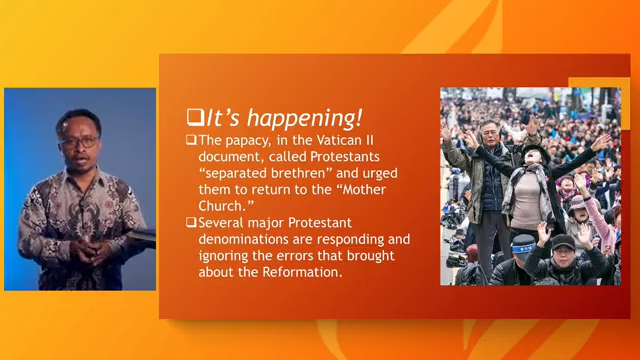 ❑It's happening!
❑The papacy, in the Vatican II
document, called Protestants
“separated brethren” and urged
them to return to the “Mother
Church.”
❑Several major Protestant
denominations are responding and
ignoring the errors that brought
about the Reformation.